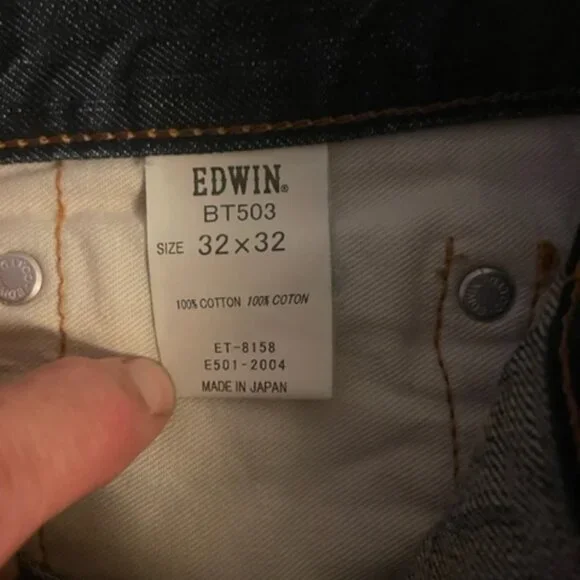 EDWIN®
BT503
SIZE 32×32
100% COTTON 100% COTON
ET-8158
E501-2004
MADE IN JAPAN